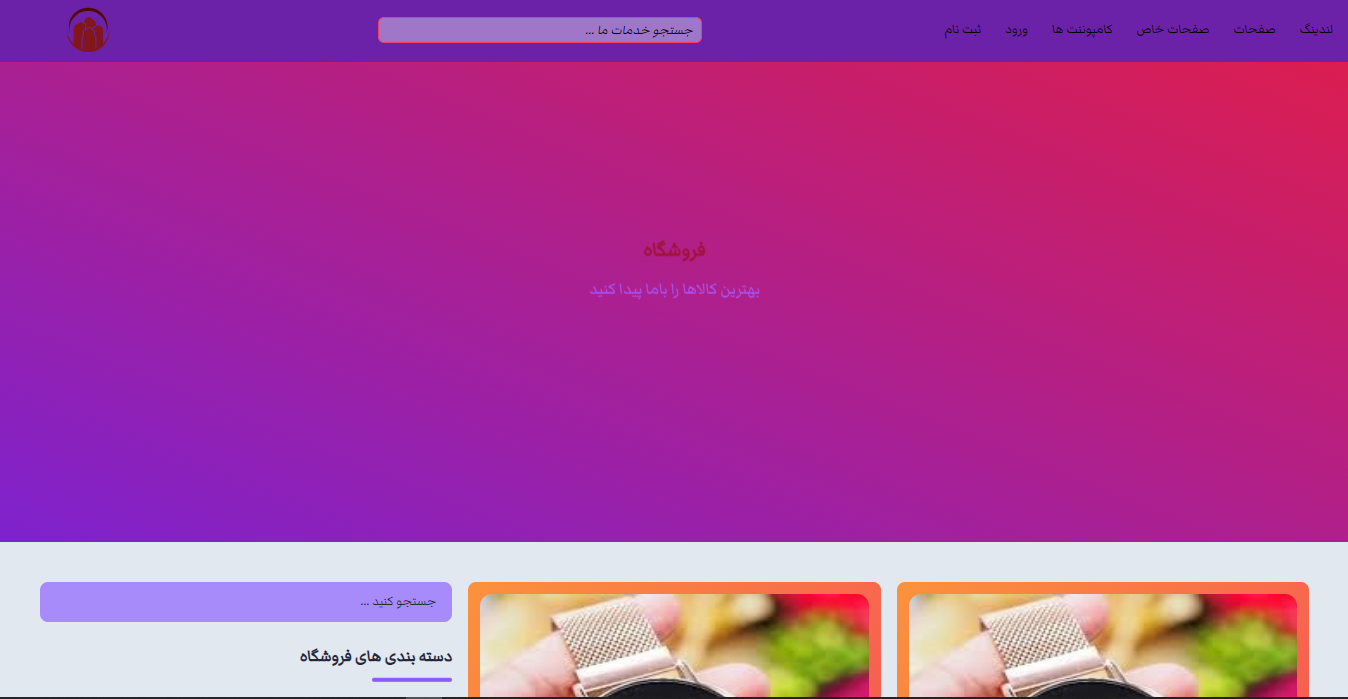 لندینگ صفحات صفحات خاص کامپوننت ها ورود ثبت نام
جستجو خدمات ما ...
فروشگاه
بهترین کالاها را باما پیدا کنید
جستجو کنید ...
دسته بندی های فروشگاه